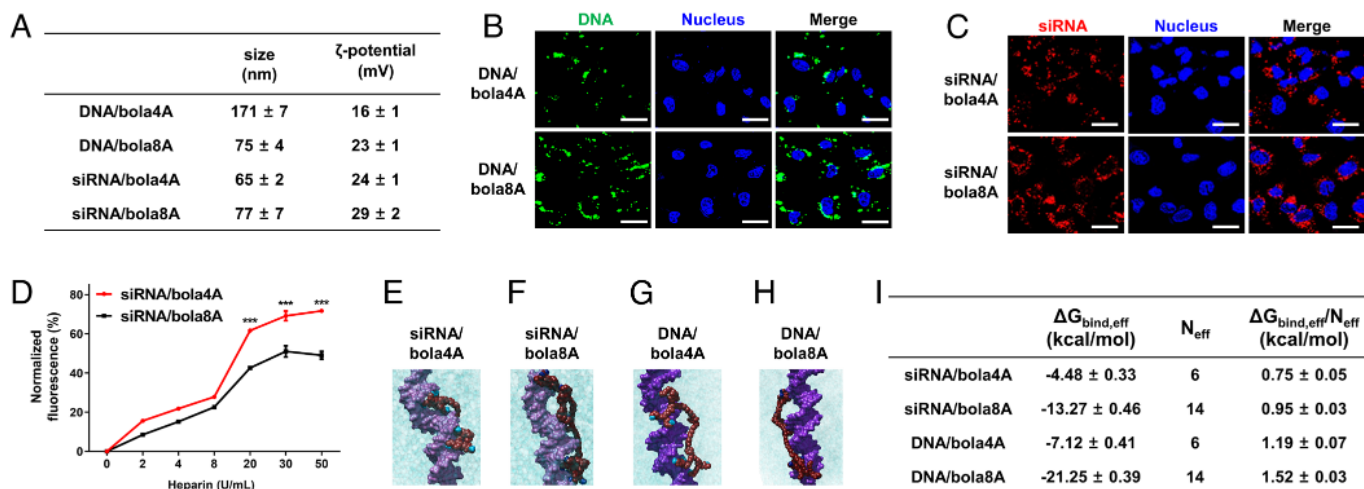 A
size
(nm)
ζ-potential
(mV)
DNA/bola4A 171 ± 7 16 ± 1
DNA/bola8A 75 ± 4 23 ± 1
siRNA/bola4A 65 ± 2 24 ± 1
siRNA/bola8A 77 ± 7 29 ± 2
B
DNA Nucleus Merge
DNA/
bola4A
DNA/
bola8A
C
siRNA Nucleus Merge
siRNA/
bola4A
siRNA/
bola8A
D
siRNA/bola4A
siRNA/bola8A
Normalized
fluorescence (%)
80
60
40
20
0
*** *** ***
0 2 4 8 20 30 50
Heparin (U/mL)
E
siRNA/
bola4A
F
siRNA/
bola8A
G
DNA/
bola4A
H
DNA/
bola8A
I
ΔGbind,eff
(kcal/mol)
Neff
ΔGbind,eff/Neff
(kcal/mol)
siRNA/bola4A -4.48 ± 0.33 6 0.75 ± 0.05
siRNA/bola8A -13.27 ± 0.46 14 0.95 ± 0.03
DNA/bola4A -7.12 ± 0.41 6 1.19 ± 0.07
DNA/bola8A -21.25 ± 0.39 14 1.52 ± 0.03